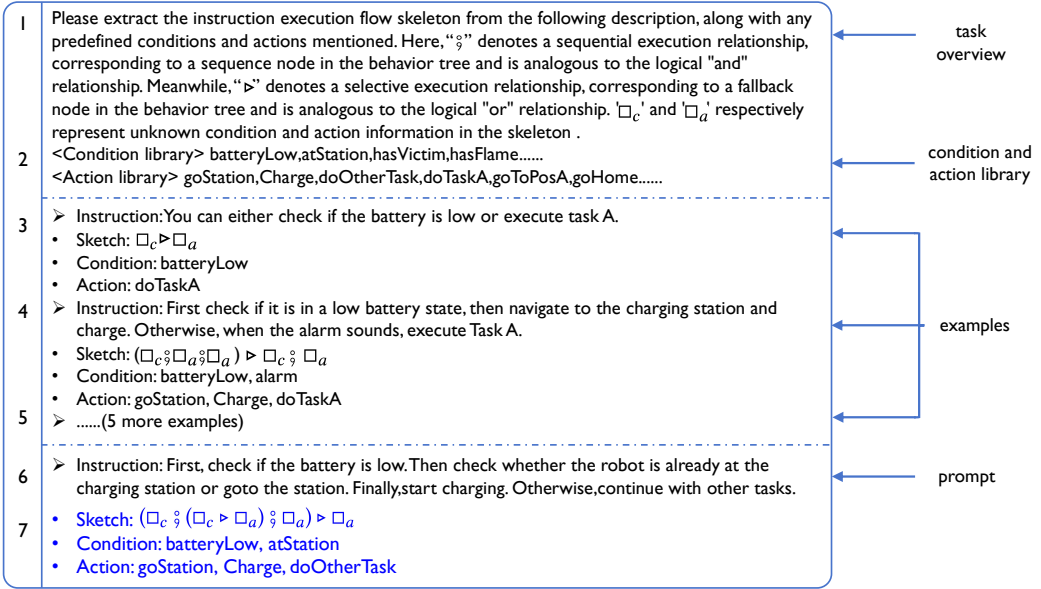 1 Please extract the instruction execution flow skeleton from the following description, along with any
predefined conditions and actions mentioned. Here, “⨟” denotes a sequential execution relationship,
corresponding to a sequence node in the behavior tree and is analogous to the logical "and"
relationship. Meanwhile, “▹” denotes a selective execution relationship, corresponding to a fallback
node in the behavior tree and is analogous to the logical "or" relationship. '□c' and '□a' respectively
represent unknown condition and action information in the skeleton .
task
overview
2 <Condition library> batteryLow,atStation,hasVictim,hasFlame......
<Action library> goStation,Charge,doOtherTask,doTaskA,goToPosA,goHome......
condition and
action library
3 ➢ Instruction:You can either check if the battery is low or execute task A.
• Sketch: □c▹□a
• Condition: batteryLow
• Action: doTaskA
4 ➢ Instruction: First check if it is in a low battery state, then navigate to the charging station and
charge. Otherwise, when the alarm sounds, execute Task A.
• Sketch: (□c⨟□a⨟□a) ▹ □c ⨟ □a
• Condition: batteryLow, alarm
• Action: goStation, Charge, doTaskA
5 ➢ ......(5 more examples)
examples
6 ➢ Instruction: First, check if the battery is low. Then check whether the robot is already at the
charging station or goto the station. Finally,start charging. Otherwise,continue with other tasks.
prompt
7 • Sketch: (□c ⨟ (□c ▹ □a) ⨟ □a) ▹ □a
• Condition: batteryLow, atStation
• Action: goStation, Charge, doOtherTask